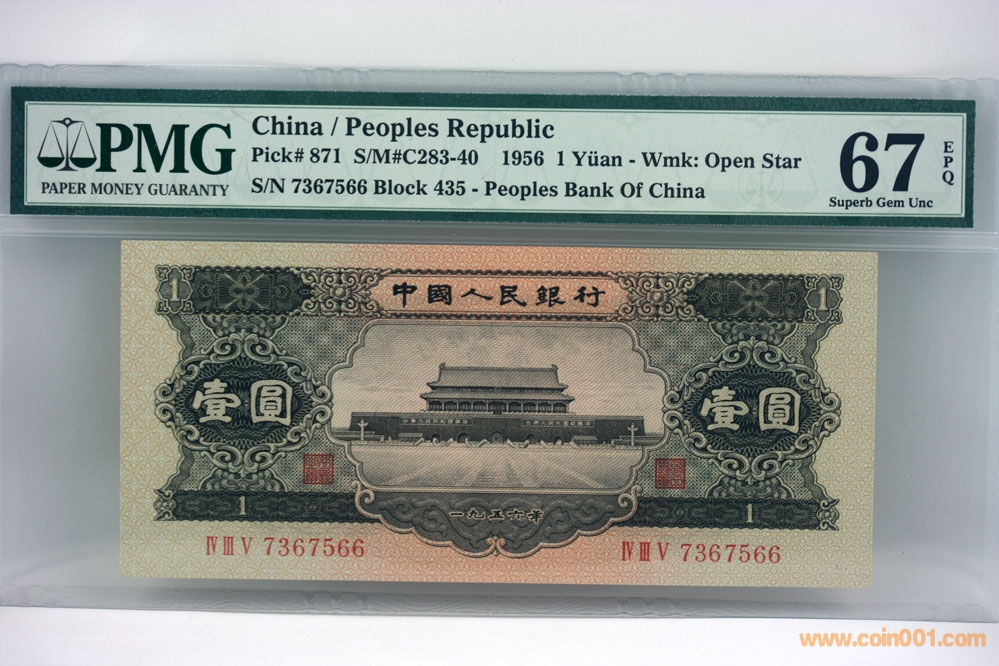 PMG
PAPER MONEY GUARANTY
China / Peoples Republic
Pick# 871 S/M#C283-40 1956 1 Yüan - Wmk: Open Star
S/N 7367566 Block 435 - Peoples Bank Of China
67
EPQ
Superb Gem Unc
中國人民銀行
1
1
壹圓
壹圓
1
1
一九五六年
ⅣⅢⅤ 7367566
ⅣⅢⅤ 7367566
www.coin001.com